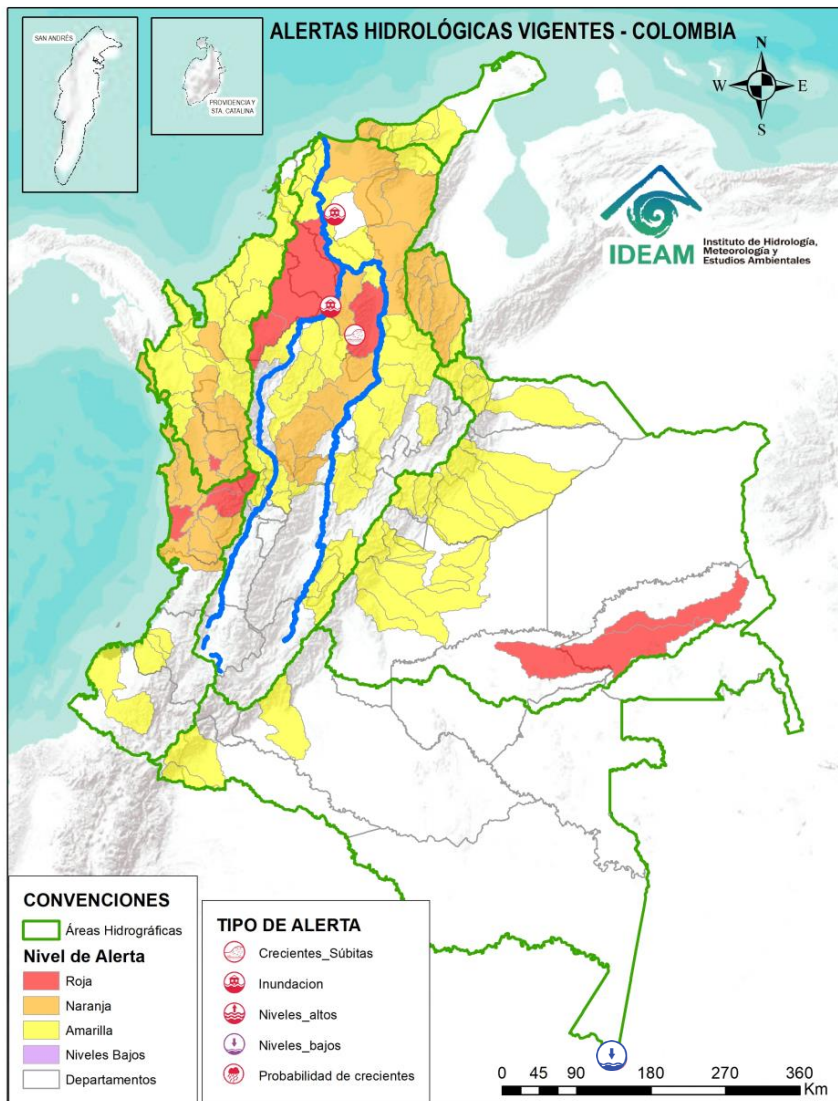 ALERTAS HIDROLÓGICAS VIGENTES - COLOMBIA
SAN ANDRÉS
PROVIDENCIA Y
STA. CATALINA
N
W
E
S
IDEAM
Instituto de Hidrología,
Meteorología y
Estudios Ambientales
CONVENCIONES
Áreas Hidrográficas
Nivel de Alerta
Roja
Naranja
Amarilla
Niveles Bajos
Departamentos
TIPO DE ALERTA
Crecientes_Súbitas
Inundacion
Niveles_altos
Niveles_bajos
Probabilidad de crecientes
0 45 90 180 270 360
Km